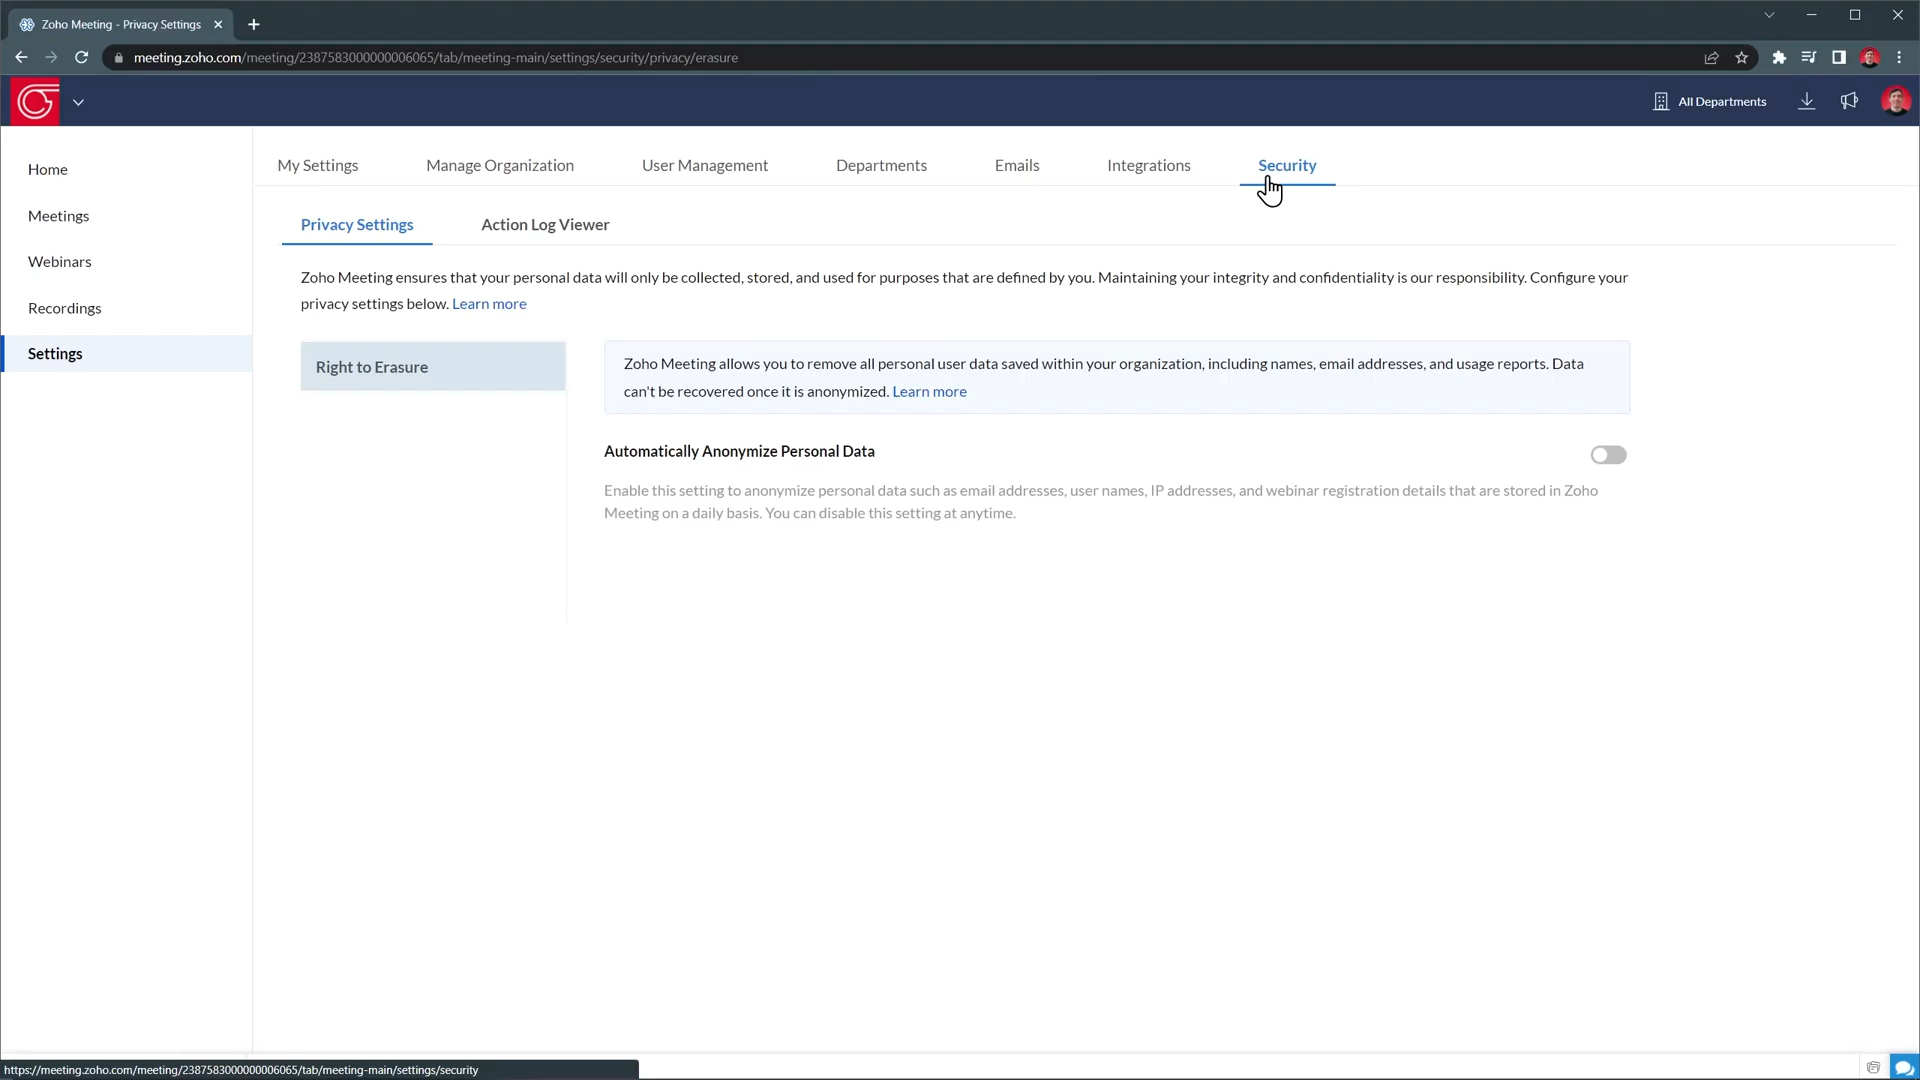 Zoho Meeting - Privacy Settings
meeting.zoho.com/meeting/2387583000000006065/tab/meeting-main/settings/security/privacy/erasure
All Departments
Home
Meetings
Webinars
Recordings
Settings
My Settings
Manage Organization
User Management
Departments
Emails
Integrations
Security
Privacy Settings
Action Log Viewer
Zoho Meeting ensures that your personal data will only be collected, stored, and used for purposes that are defined by you. Maintaining your integrity and confidentiality is our responsibility. Configure your
privacy settings below. Learn more
Right to Erasure
Zoho Meeting allows you to remove all personal user data saved within your organization, including names, email addresses, and usage reports. Data
can't be recovered once it is anonymized. Learn more
Automatically Anonymize Personal Data
Enable this setting to anonymize personal data such as email addresses, user names, IP addresses, and webinar registration details that are stored in Zoho
Meeting on a daily basis. You can disable this setting at anytime.
https://meeting.zoho.com/meeting/2387583000000006065/tab/meeting-main/settings/security